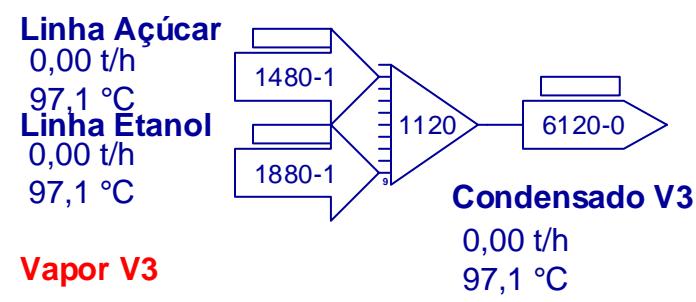 Linha Açúcar
0,00 t/h
97,1 °C
Linha Etanol
0,00 t/h
97,1 °C
1480-1
1880-1
1120
9
6120-0
Condensado V3
0,00 t/h
97,1 °C
Vapor V3